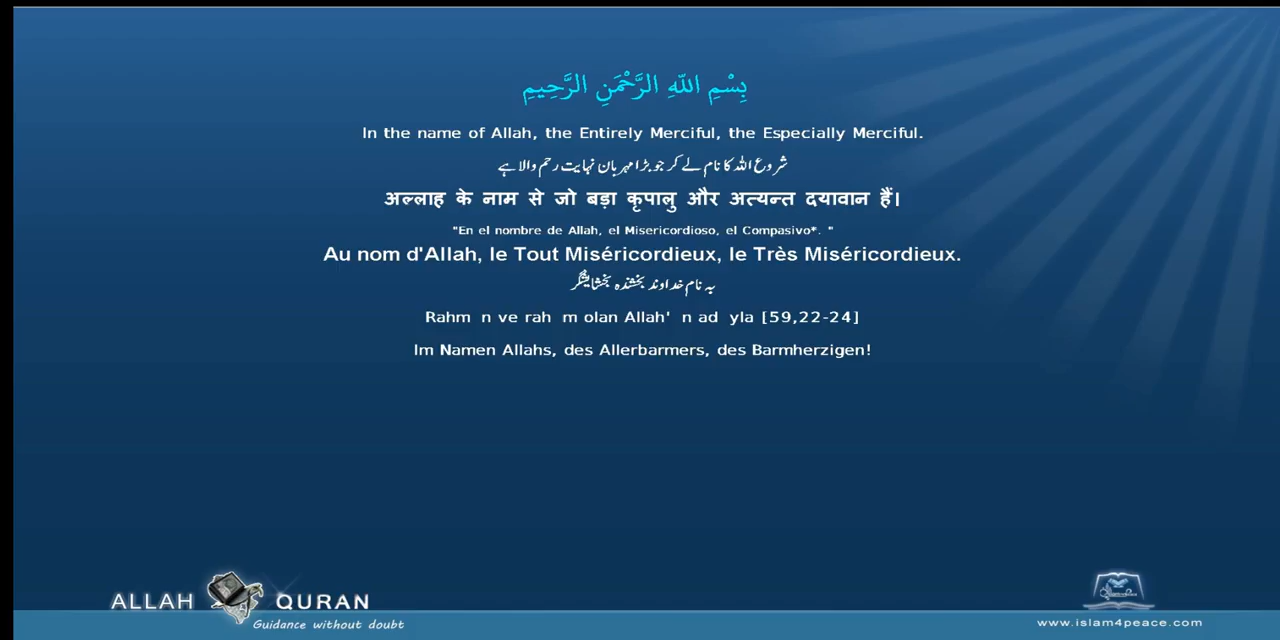 بِسْمِ اللّٰهِ الرَّحْمَنِ الرَّحِيمِ
In the name of Allah, the Entirely Merciful, the Especially Merciful.
شروع الله کا نام لے کر جو بڑا مہربان نہایت رحم والا ہے
अल्लाह के नाम से जो बड़ा कृपालु और अत्यन्त दयावान हैं।
"En el nombre de Allah, el Misericordioso, el Compasivo*. "
Au nom d'Allah, le Tout Miséricordieux, le Très Miséricordieux.
به نام خداوند بخشنده بخشایشگر
Rahm n ve rah m olan Allah' n ad yla [59,22-24]
Im Namen Allahs, des Allerbarmers, des Barmherzigen!
ALLAH QURAN
Guidance without doubt
www.islam4peace.com